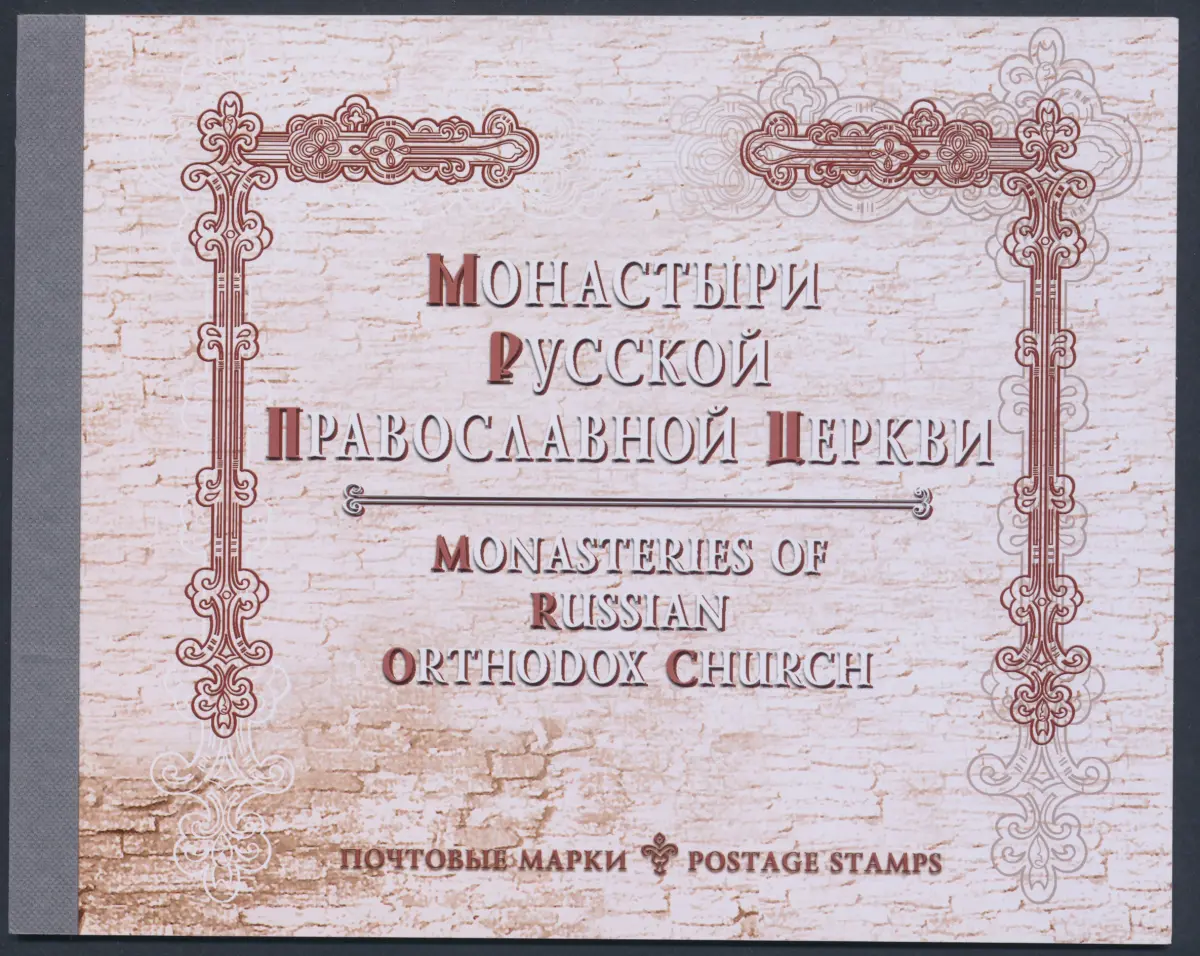 Монастыри
Русской
Православной Церкви
Monasteries of
Russian
Orthodox Church
ПОЧТОВЫЕ МАРКИ POSTAGE STAMPS